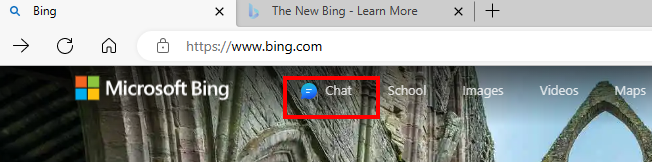 Bing
The New Bing - Learn More
https://www.bing.com
Microsoft Bing
Chat
School
Images
Videos
Maps